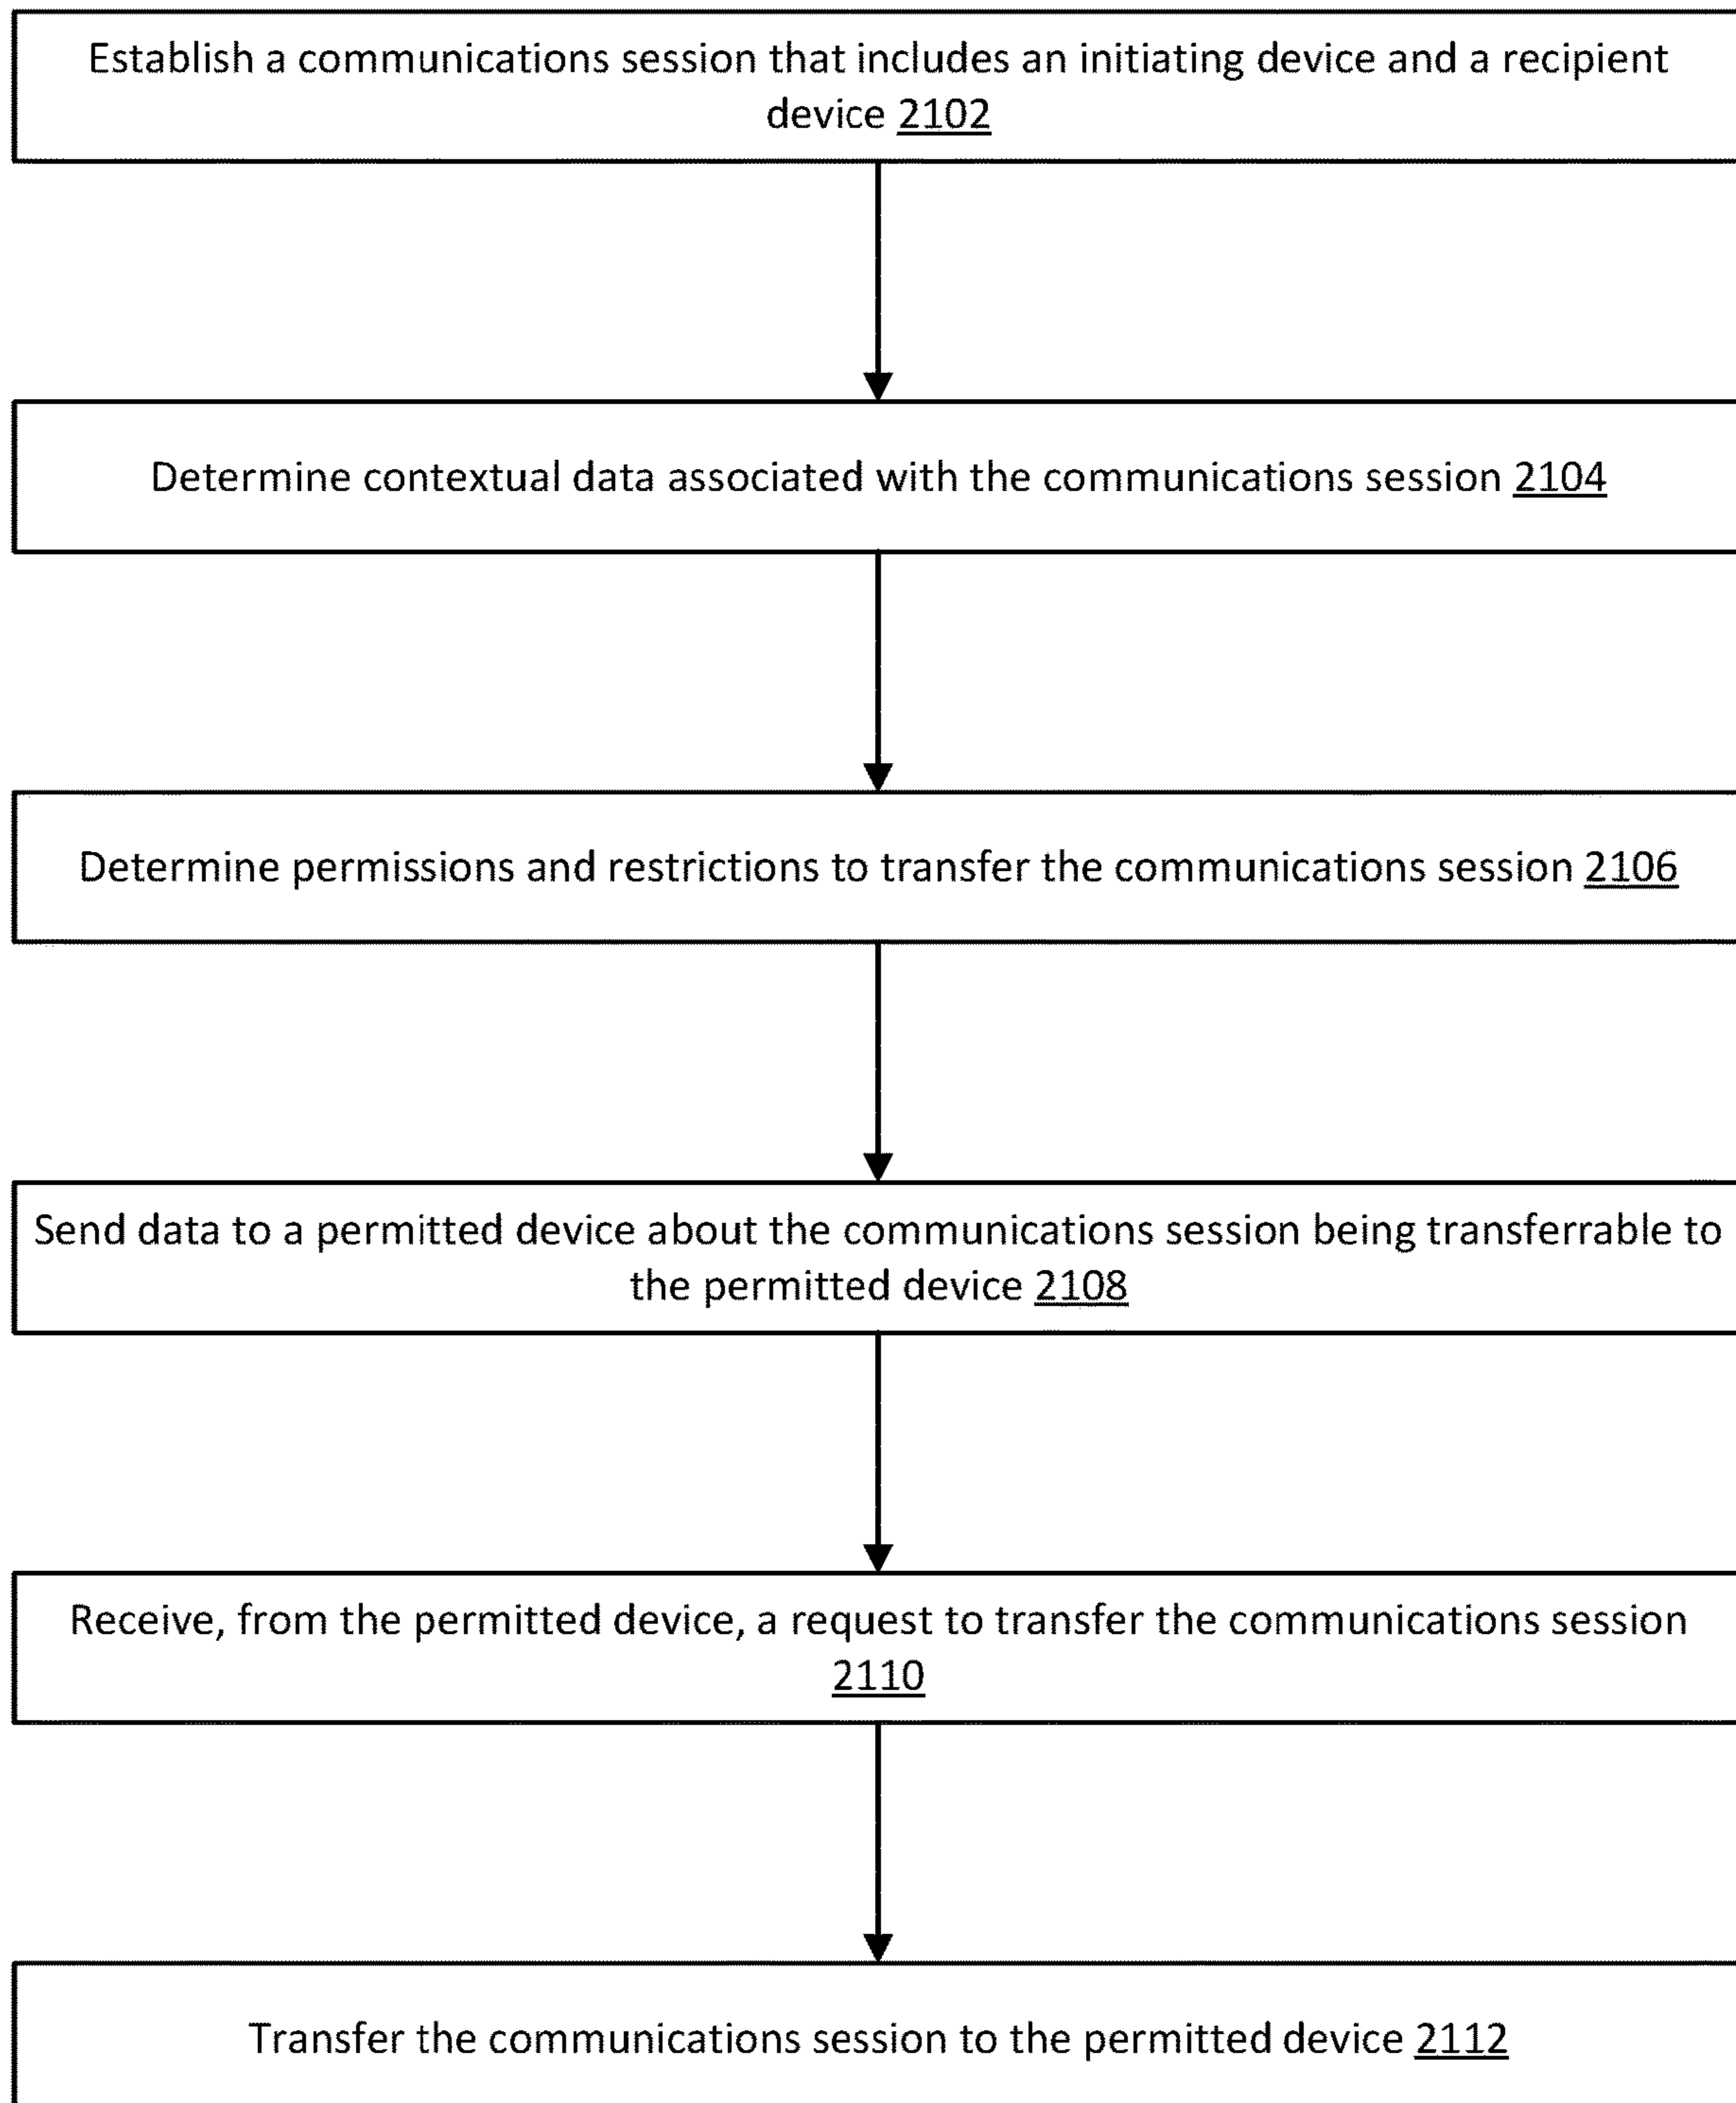 Establish a communications session that includes an initiating device and a recipient
device 2102
Determine contextual data associated with the communications session 2104
Determine permissions and restrictions to transfer the communications session 2106
Send data to a permitted device about the communications session being transferrable to
the permitted device 2108
Receive, from the permitted device, a request to transfer the communications session
2110
Transfer the communications session to the permitted device 2112